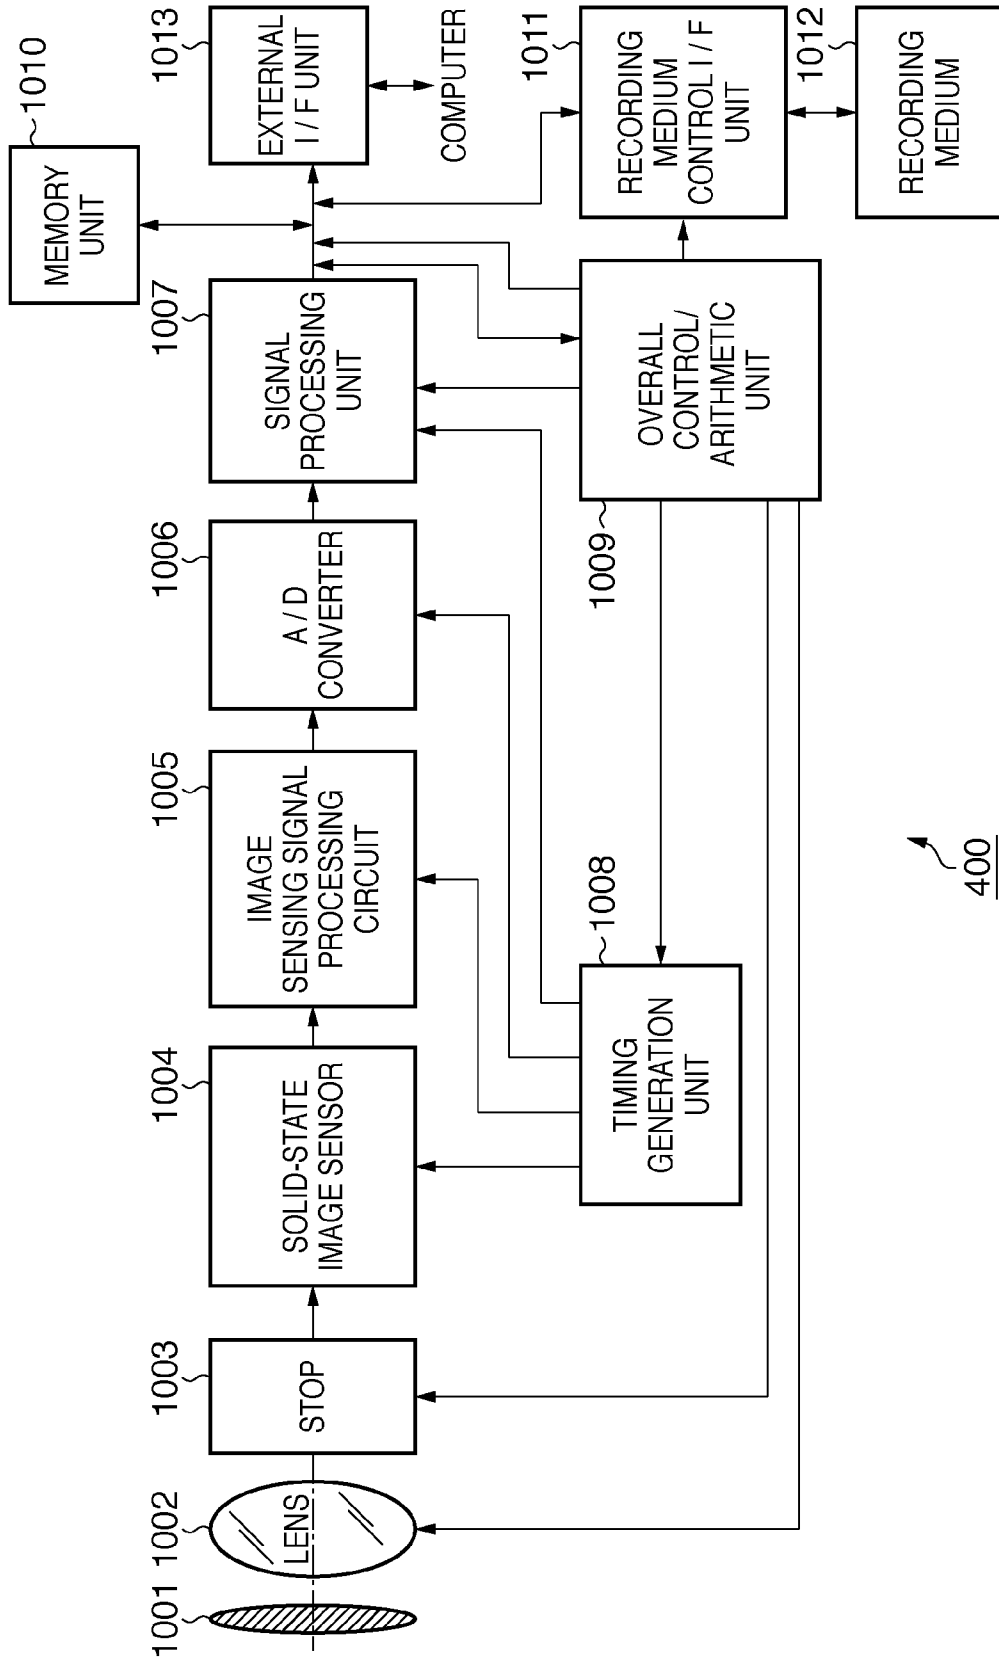 1001
1002
LENS
1003
STOP
1004
SOLID-STATE
IMAGE SENSOR
1005
IMAGE
SENSING SIGNAL
PROCESSING
CIRCUIT
1006
A / D
CONVERTER
1007
SIGNAL
PROCESSING
UNIT
1010
MEMORY
UNIT
1013
EXTERNAL
I / F UNIT
COMPUTER
1008
TIMING
GENERATION
UNIT
1009
OVERALL
CONTROL/
ARITHMETIC
UNIT
1011
RECORDING
MEDIUM
CONTROL I / F
UNIT
1012
RECORDING
MEDIUM
400